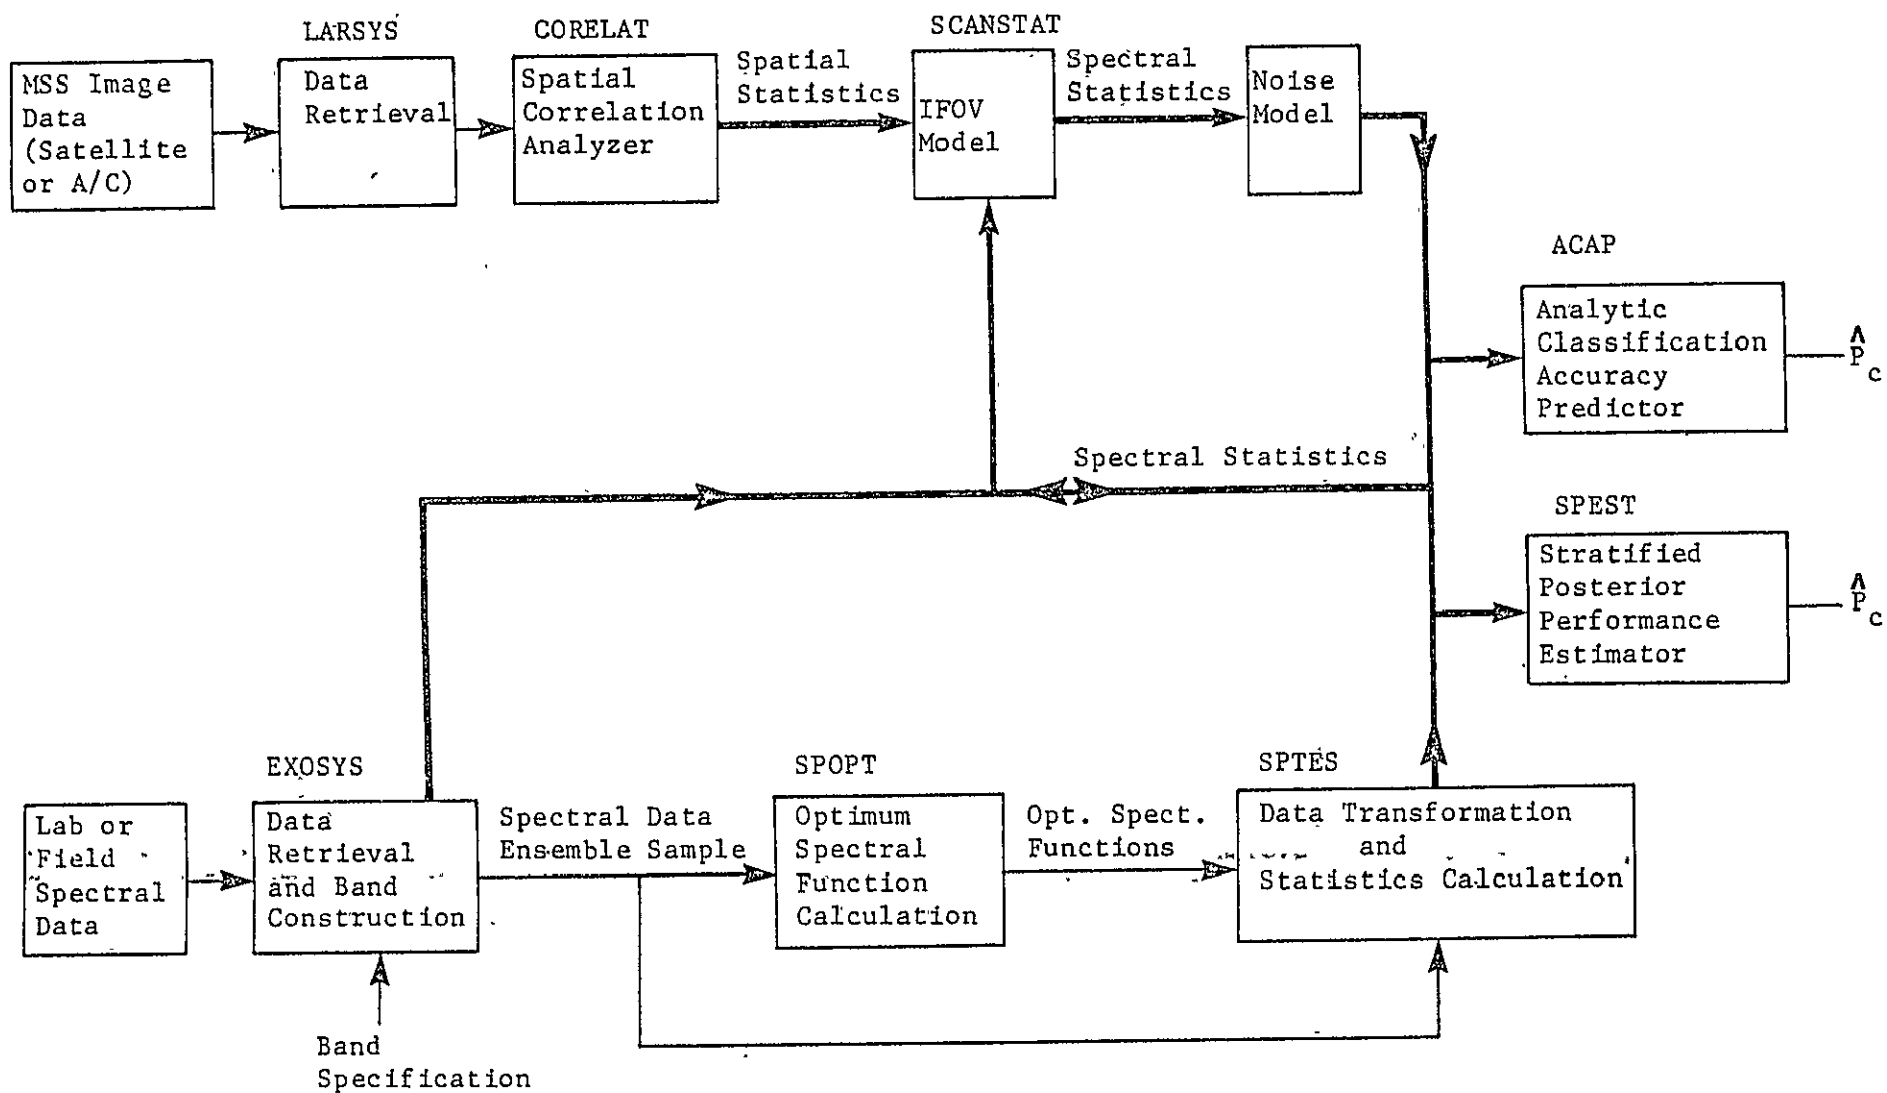 LARSYS
CORELAT
SCANSTAT
MSS Image
Data
(Satellite
or A/C)
Data
Retrieval
Spatial
Correlation
Analyzer
Spatial
Statistics
IFOV
Model
Spectral
Statistics
Noise
Model
ACAP
Analytic
Classification
Accuracy
Predictor
P̂c
Spectral Statistics
SPEST
Stratified
Posterior
Performance
Estimator
P̂c
EXOSYS
SPOPT
SPTES
Lab or
Field
Spectral
Data
Data
Retrieval
and Band
Construction
Spectral Data
Ensemble Sample
Optimum
Spectral
Function
Calculation
Opt. Spect.
Functions
Data Transformation
and
Statistics Calculation
Band
Specification